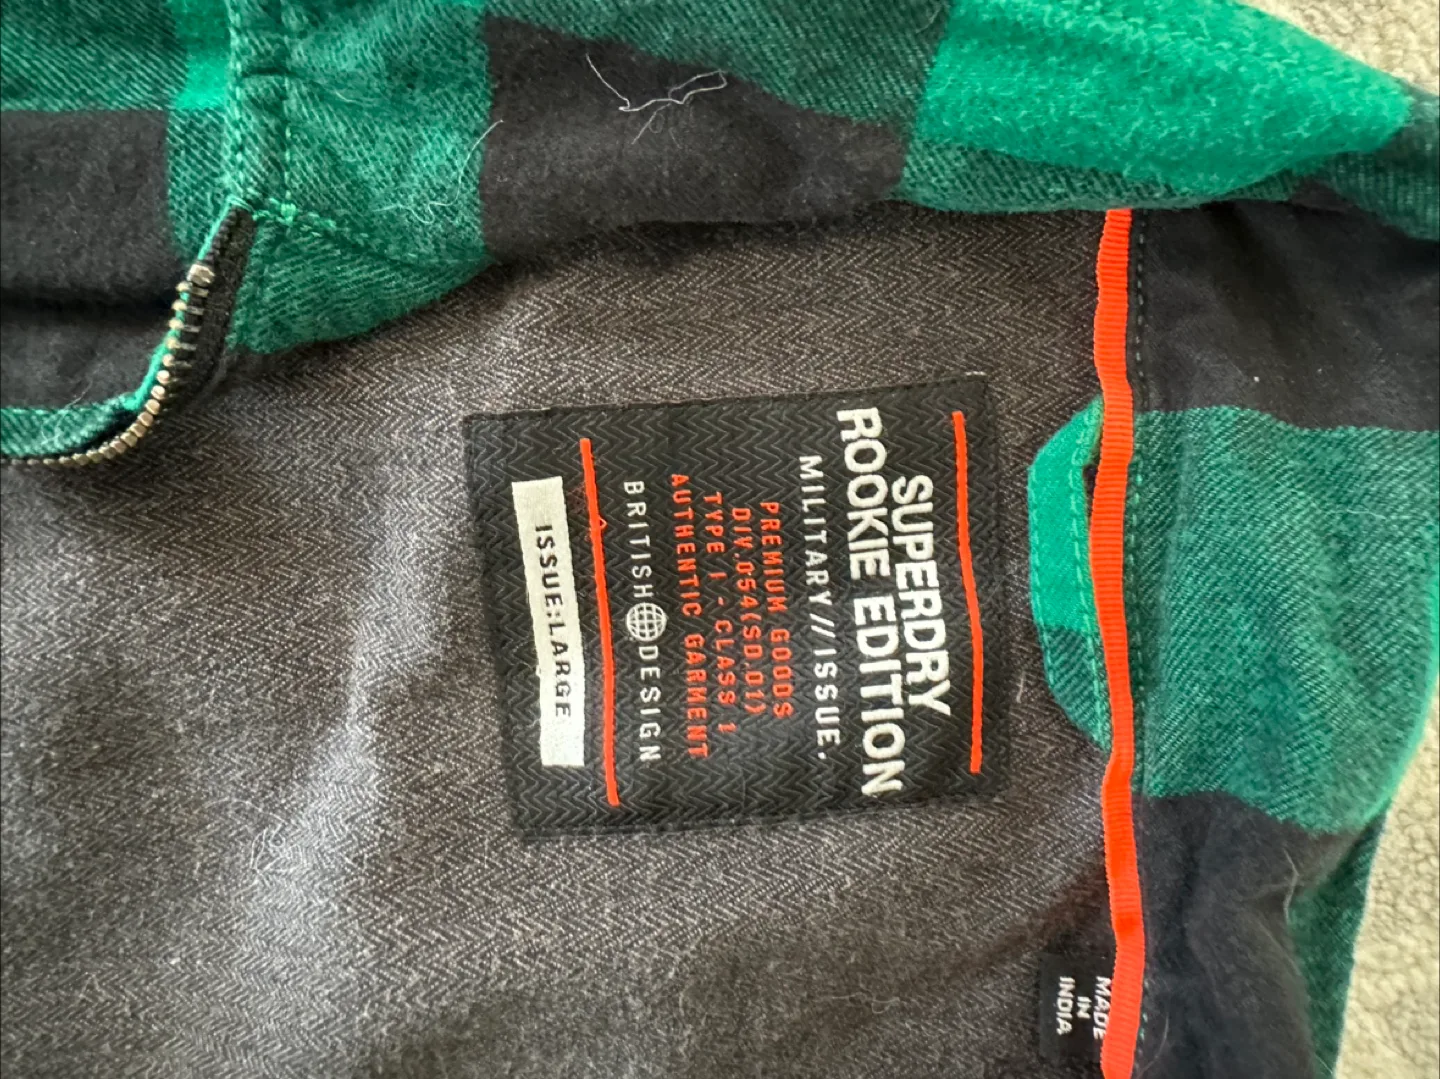 SUPERDRY
ROOKIE EDITION
MILITARY//ISSUE.
PREMIUM GOODS
DIV.054(SD.01)
TYPE I - CLASS 1
AUTHENTIC GARMENT
BRITISH DESIGN
ISSUE:LARGE
MADE
IN
INDIA